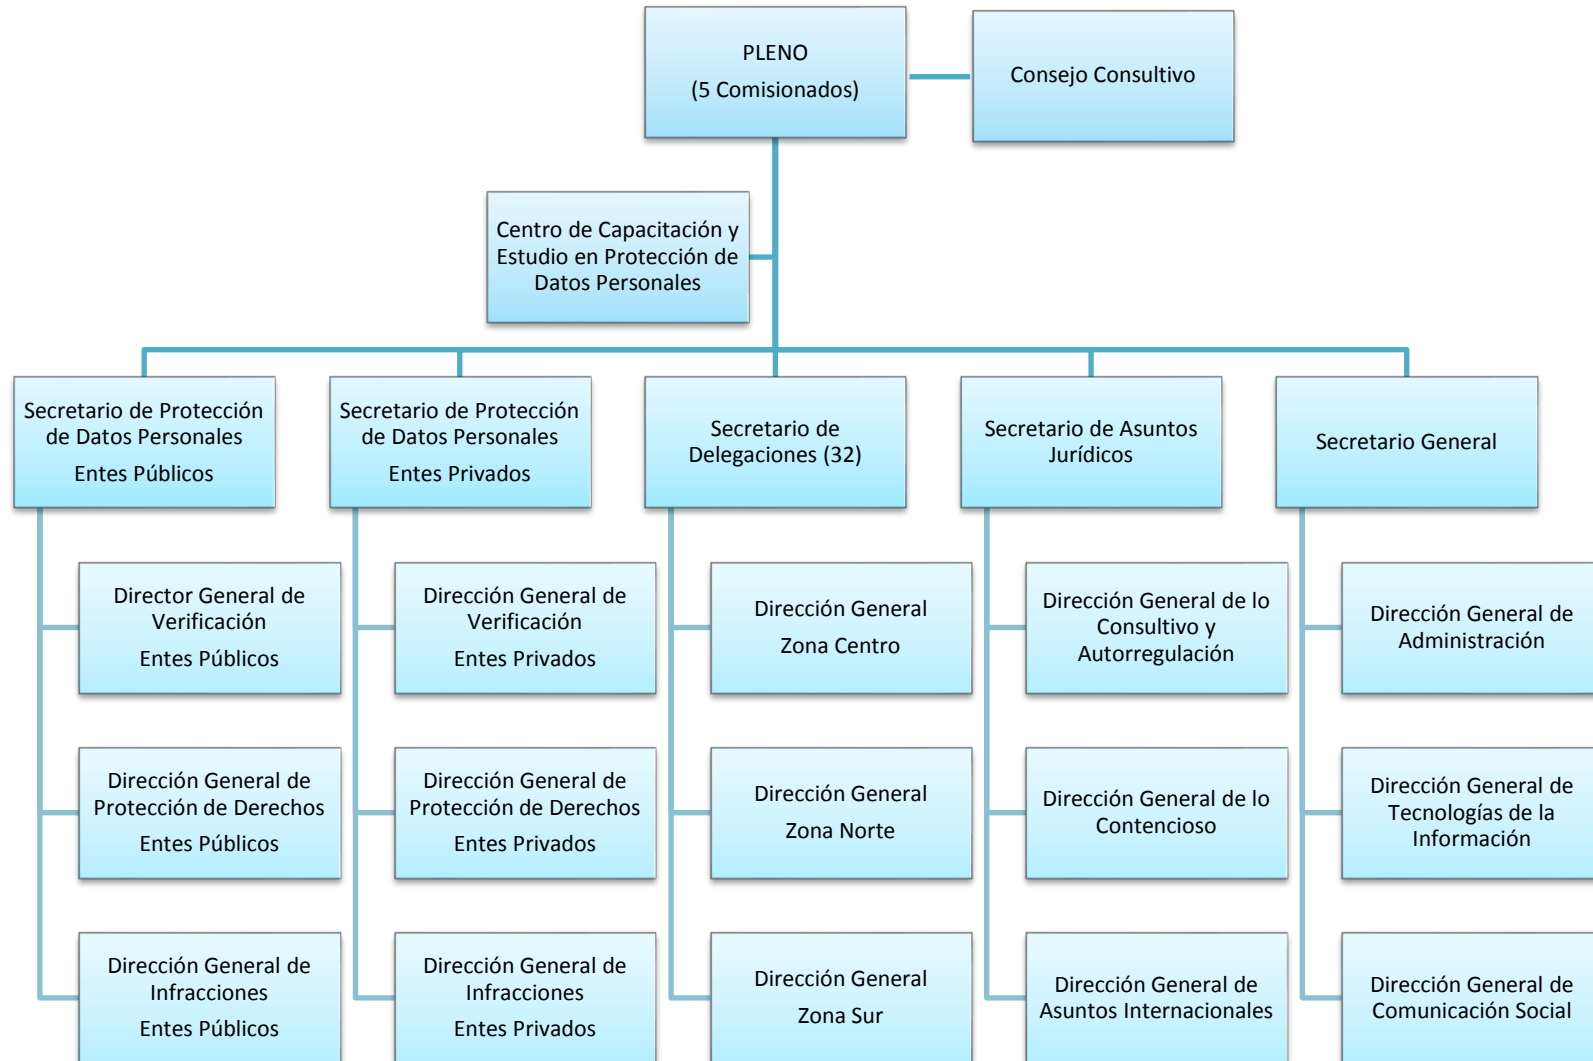 PLENO
(5 Comisionados)
Consejo Consultivo
Centro de Capacitación y
Estudio en Protección de
Datos Personales
Secretario de Protección
de Datos Personales
Entes Públicos
Secretario de Protección
de Datos Personales
Entes Privados
Secretario de
Delegaciones (32)
Secretario de Asuntos
Jurídicos
Secretario General
Director General de
Verificación
Entes Públicos
Dirección General de
Verificación
Entes Privados
Dirección General
Zona Centro
Dirección General de lo
Consultivo y
Autorregulación
Dirección General de
Administración
Dirección General de
Protección de Derechos
Entes Públicos
Dirección General de
Protección de Derechos
Entes Privados
Dirección General
Zona Norte
Dirección General de lo
Contencioso
Dirección General de
Tecnologías de la
Información
Dirección General de
Infracciones
Entes Públicos
Dirección General de
Infracciones
Entes Privados
Dirección General
Zona Sur
Dirección General de
Asuntos Internacionales
Dirección General de
Comunicación Social